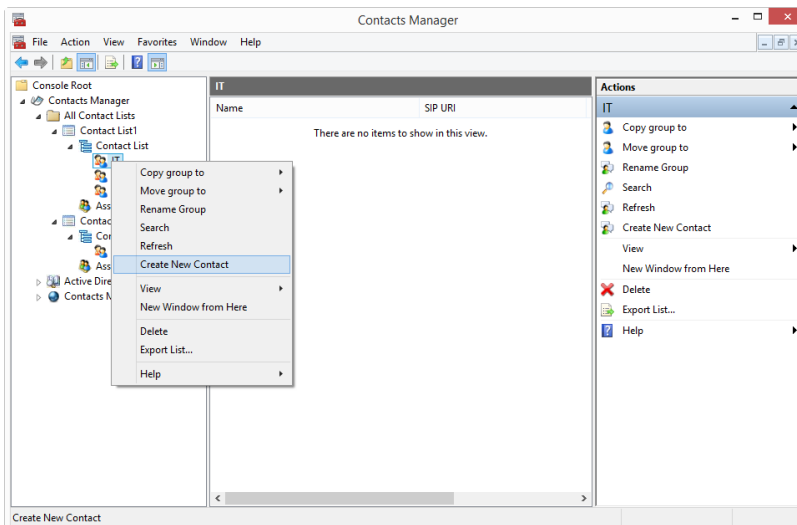 Contacts Manager
File Action View Favorites Window Help
Console Root
Contacts Manager
All Contact Lists
Contact List1
Contact List
IT
Ass
Contac
Con
Ass
Active Dire
Contacts M
IT
Name SIP URI
There are no items to show in this view.
Copy group to
Move group to
Rename Group
Search
Refresh
Create New Contact
View
New Window from Here
Delete
Export List...
Help
Actions
IT
Copy group to
Move group to
Rename Group
Search
Refresh
Create New Contact
View
New Window from Here
Delete
Export List...
Help
Create New Contact